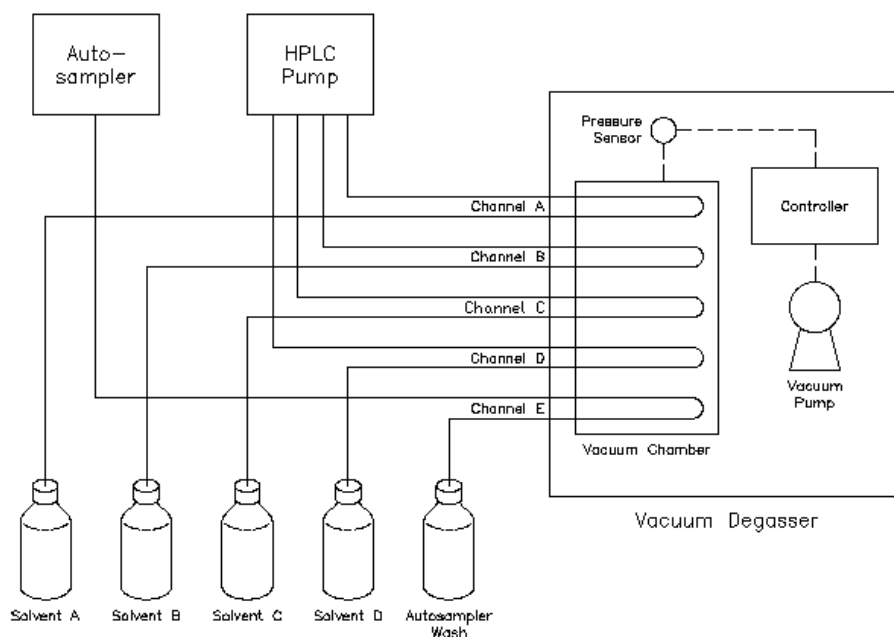 Auto-
sampler
HPLC
Pump
Pressure
Sensor
Channel A
Controller
Channel B
Channel C
Channel D
Vacuum
Pump
Channel E
Vacuum Chamber
Vacuum Degasser
Solvent A
Solvent B
Solvent C
Solvent D
Autosampler
Wash